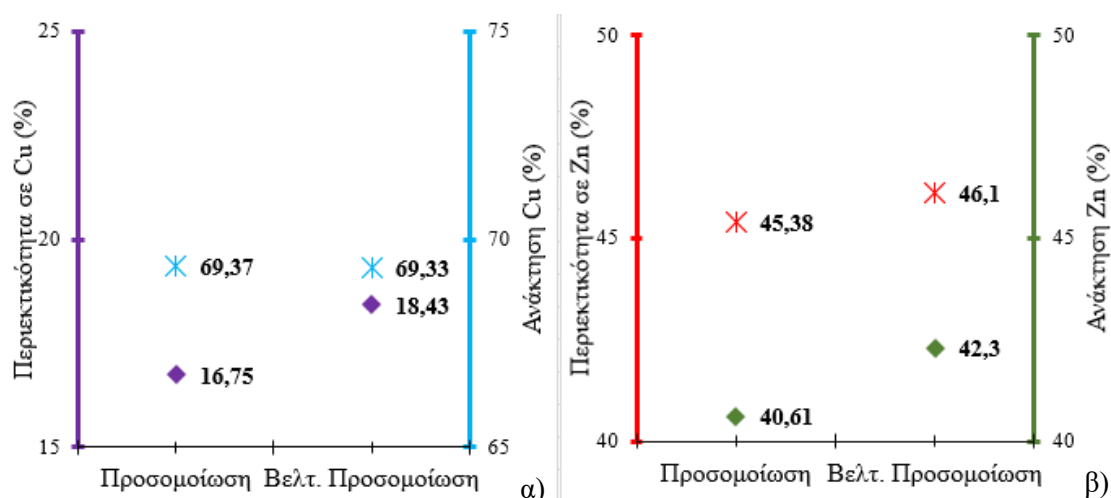 Περιεκτικότητα σε Cu (%)
25
20
15
69,37
16,75
69,33
18,43
75
70
65
Ανάκτηση Cu (%)
Προσομοίωση Βελτ. Προσομοίωση
α)
Περιεκτικότητα σε Zn (%)
50
45
40
45,38
40,61
46,1
42,3
50
45
40
Ανάκτηση Zn (%)
Προσομοίωση Βελτ. Προσομοίωση
β)